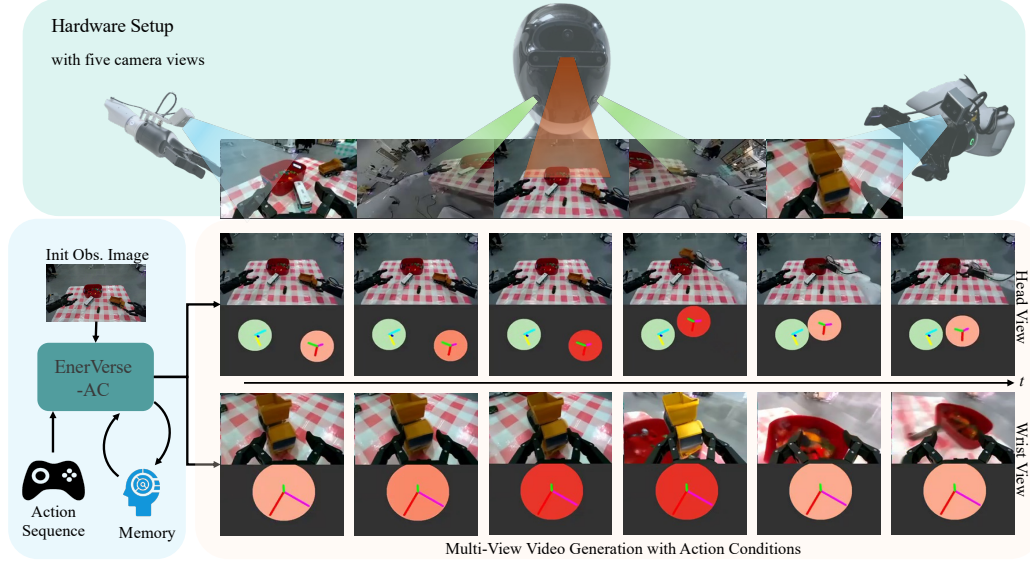 Hardware Setup
with five camera views
Init Obs. Image
EnerVerse
-AC
Action
Sequence
Memory
Head View
t
Wrist View
Multi-View Video Generation with Action Conditions